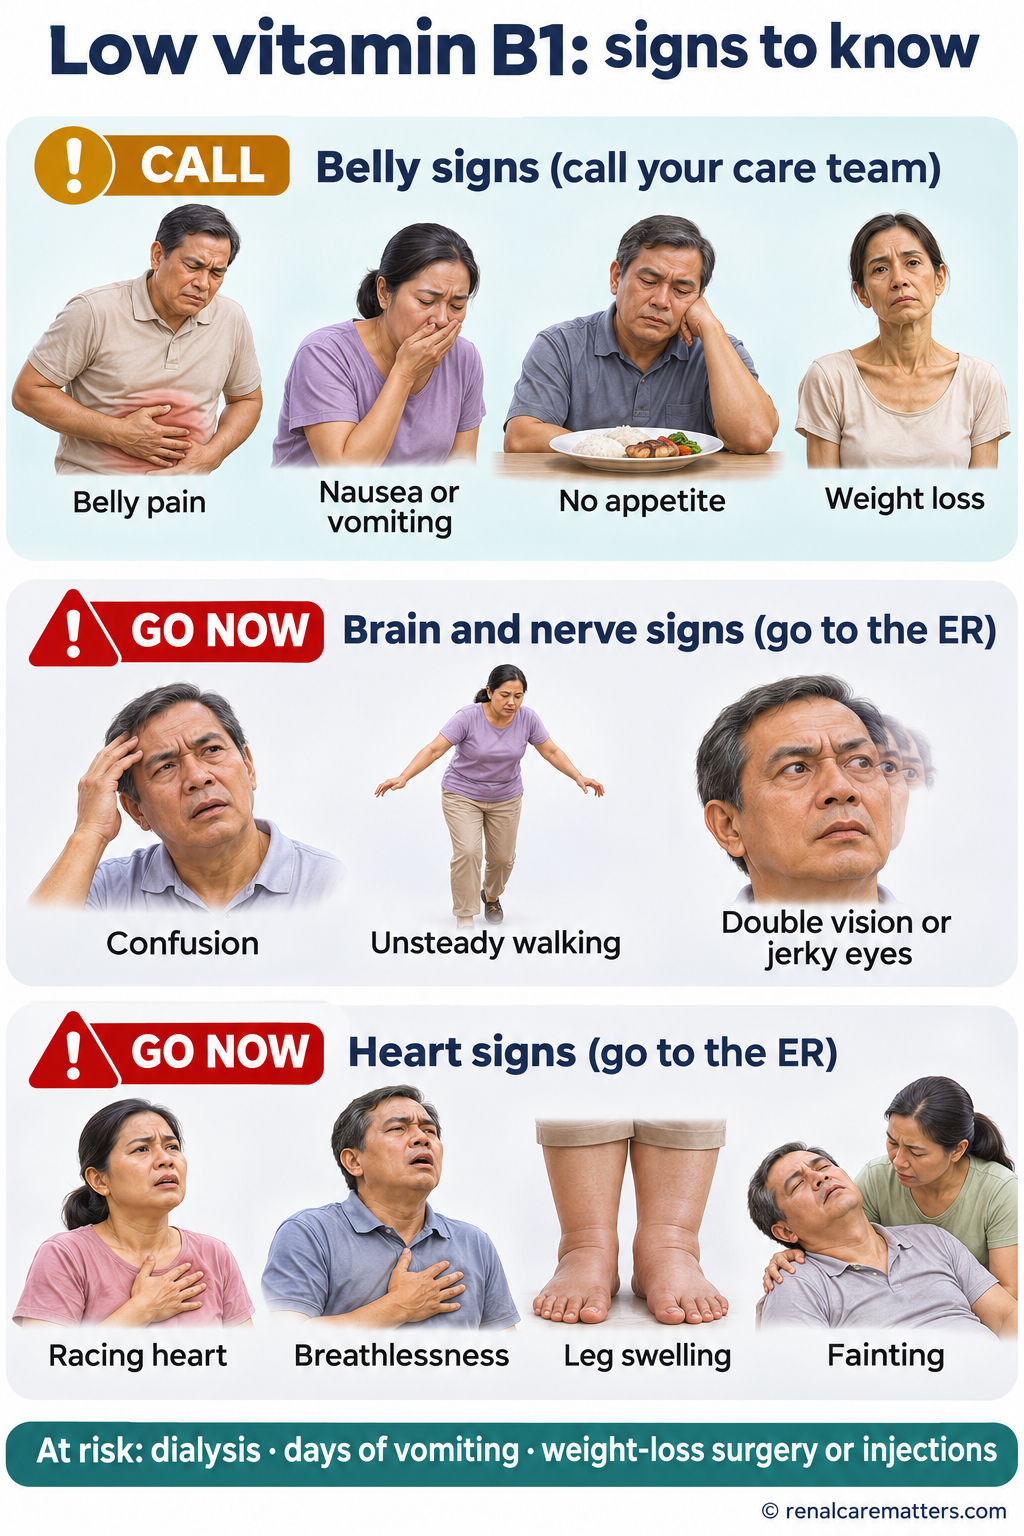 Low vitamin B1: signs to know
! CALL Belly signs (call your care team)
Belly pain
Nausea or
vomiting
No appetite
Weight loss
! GO NOW Brain and nerve signs (go to the ER)
Confusion
Unsteady walking
Double vision or
jerky eyes
! GO NOW Heart signs (go to the ER)
Racing heart
Breathlessness
Leg swelling
Fainting
At risk: dialysis · days of vomiting · weight-loss surgery or injections
© renalcarematters.com